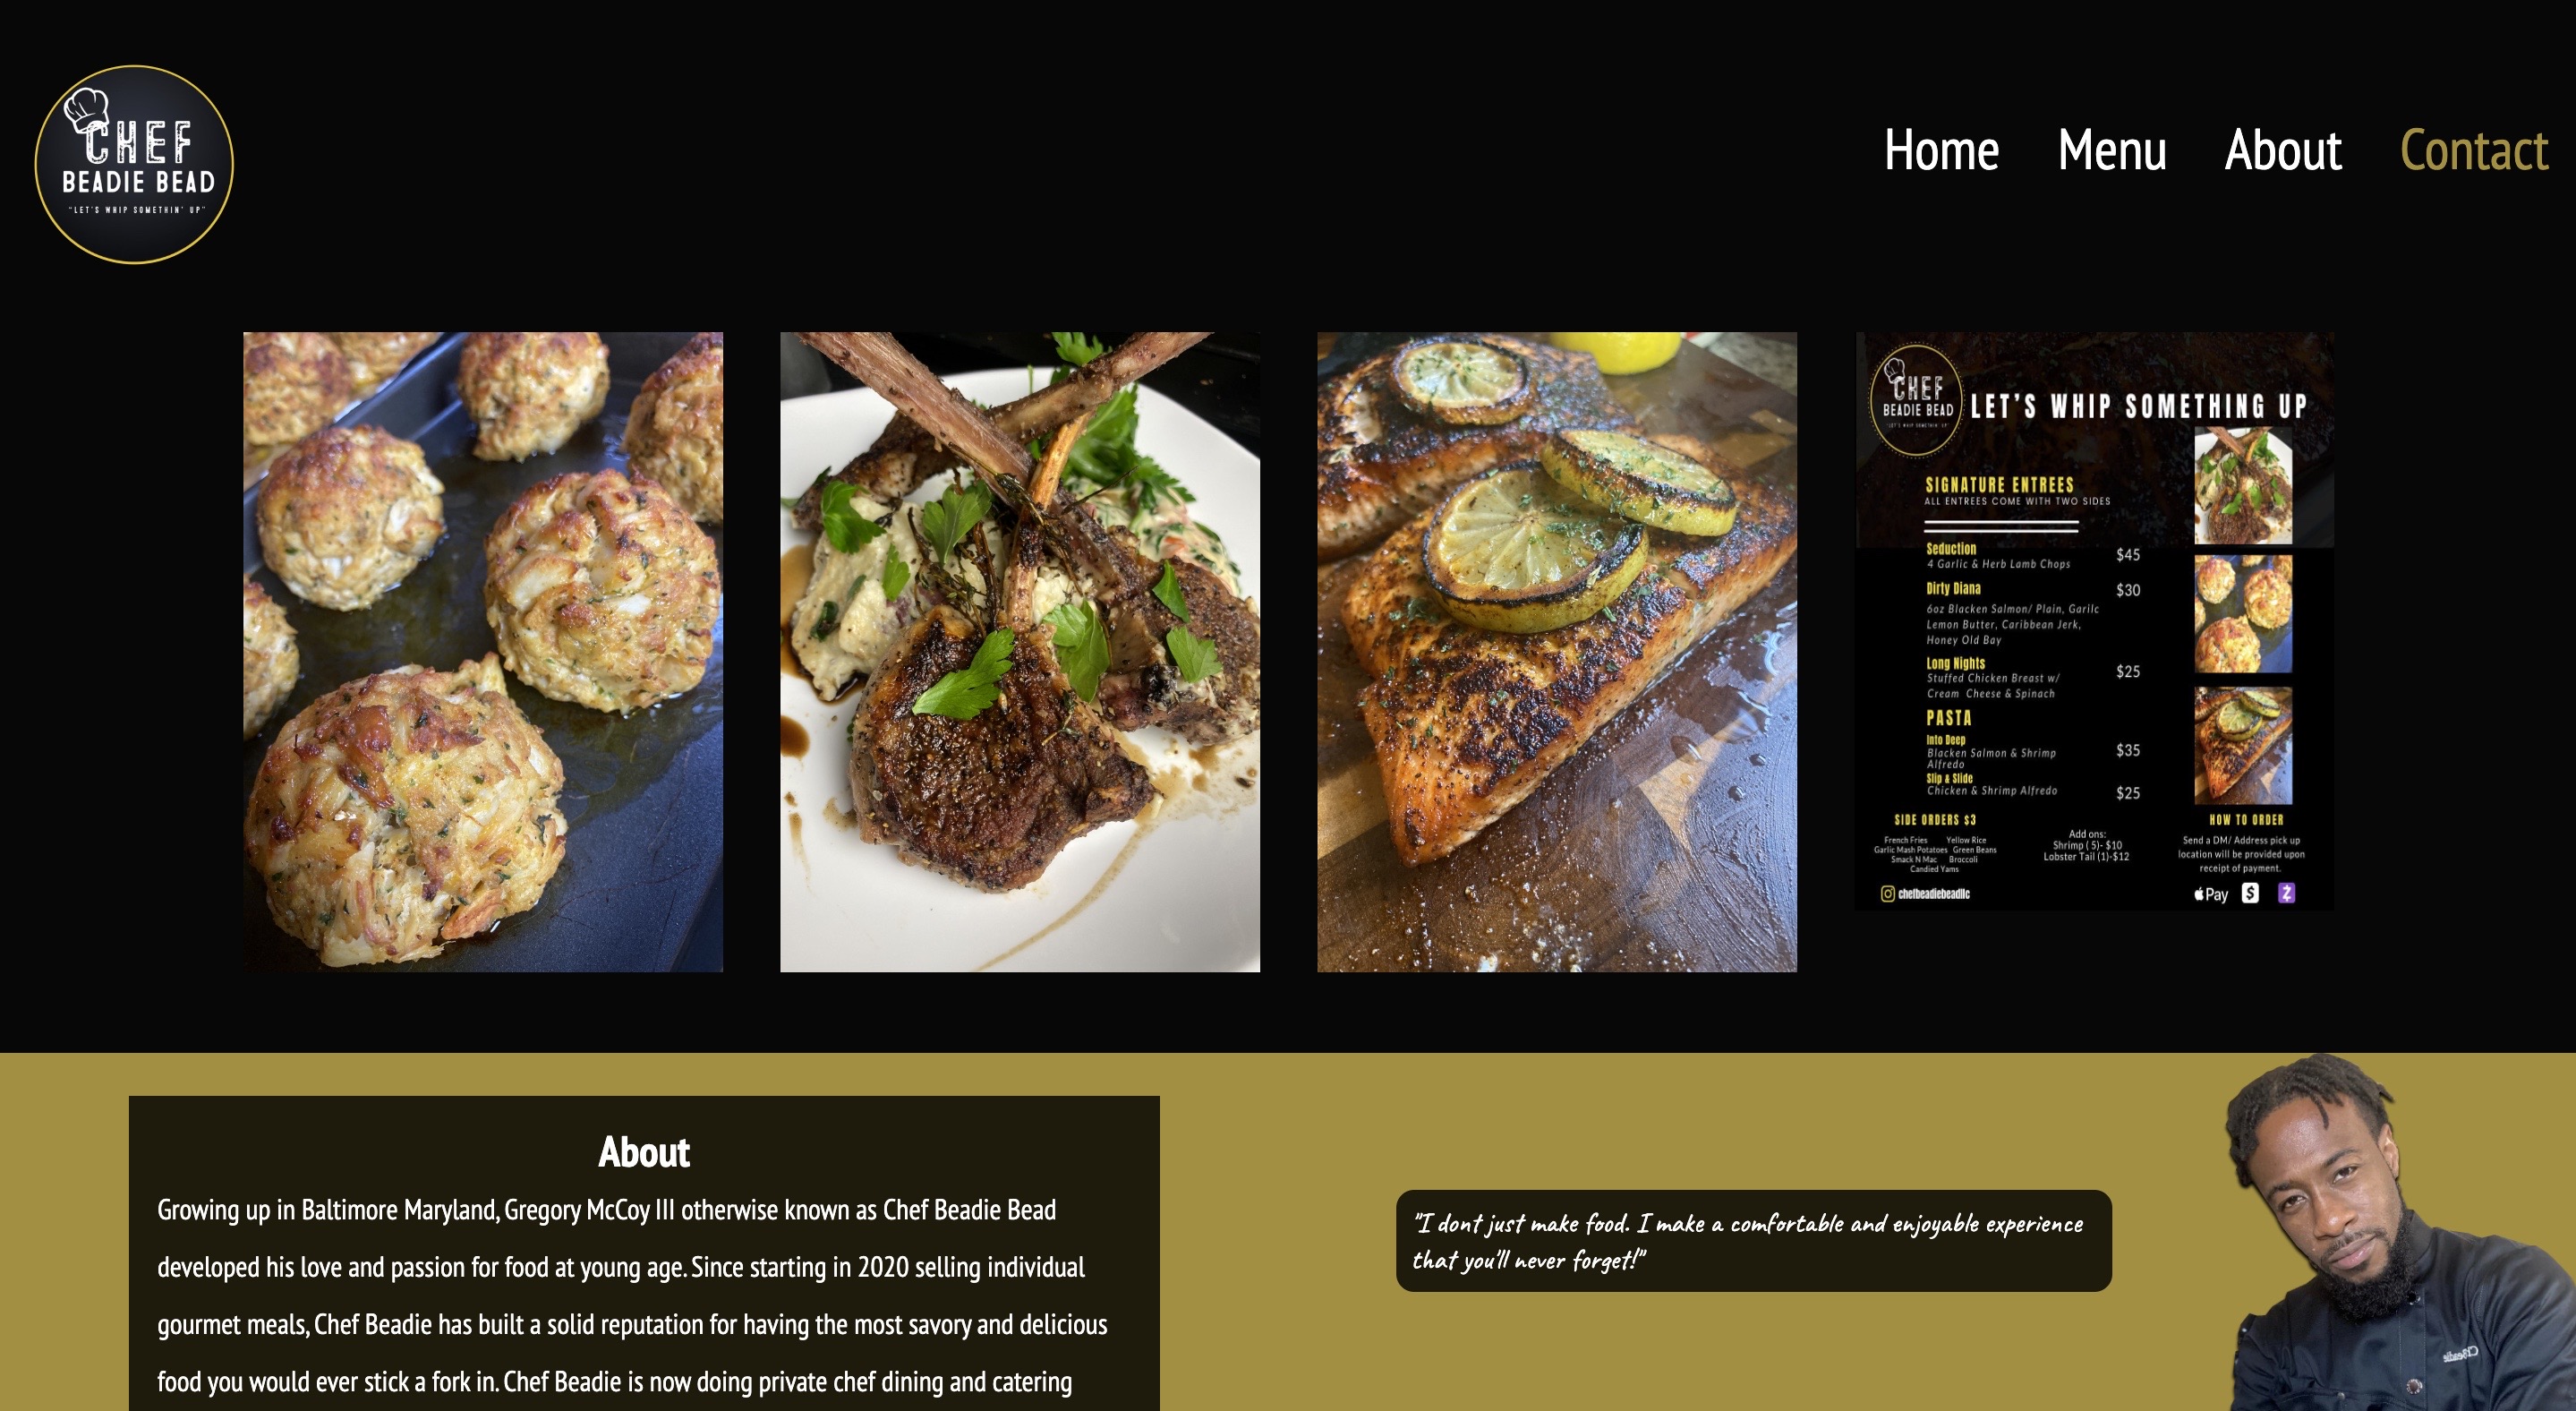 CHEF
BEADIE BEAD
"LET'S WHIP SOMETHIN' UP"
Home Menu About Contact
CHEF
BEADIE BEAD
"LET'S WHIP SOMETHIN' UP"
LET'S WHIP SOMETHING UP
SIGNATURE ENTREES
ALL ENTREES COME WITH TWO SIDES
Seduction $45
4 Garlic & Herb Lamb Chops
Dirty Diana $30
6oz Blacken Salmon/ Plain, Garilc
Lemon Butter, Caribbean Jerk,
Honey Old Bay
Long Nights $25
Stuffed Chicken Breast w/
Cream Cheese & Spinach
PASTA
Into Deep $35
Blacken Salmon & Shrimp
Alfredo
Slip & Slide $25
Chicken & Shrimp Alfredo
SIDE ORDERS $3
French Fries Yellow Rice
Garlic Mash Potatoes Green Beans
Smack N Mac Broccoli
Candied Yams
Add ons:
Shrimp ( 5)- $10
Lobster Tail (1)-$12
HOW TO ORDER
Send a DM/ Address pick up
location will be provided upon
receipt of payment.
chefbeadiebeadllc
Pay $
About
Growing up in Baltimore Maryland, Gregory McCoy III otherwise known as Chef Beadie Bead
developed his love and passion for food at young age. Since starting in 2020 selling individual
gourmet meals, Chef Beadie has built a solid reputation for having the most savory and delicious
food you would ever stick a fork in. Chef Beadie is now doing private chef dining and catering
"I dont just make food. I make a comfortable and enjoyable experience
that you'll never forget!"